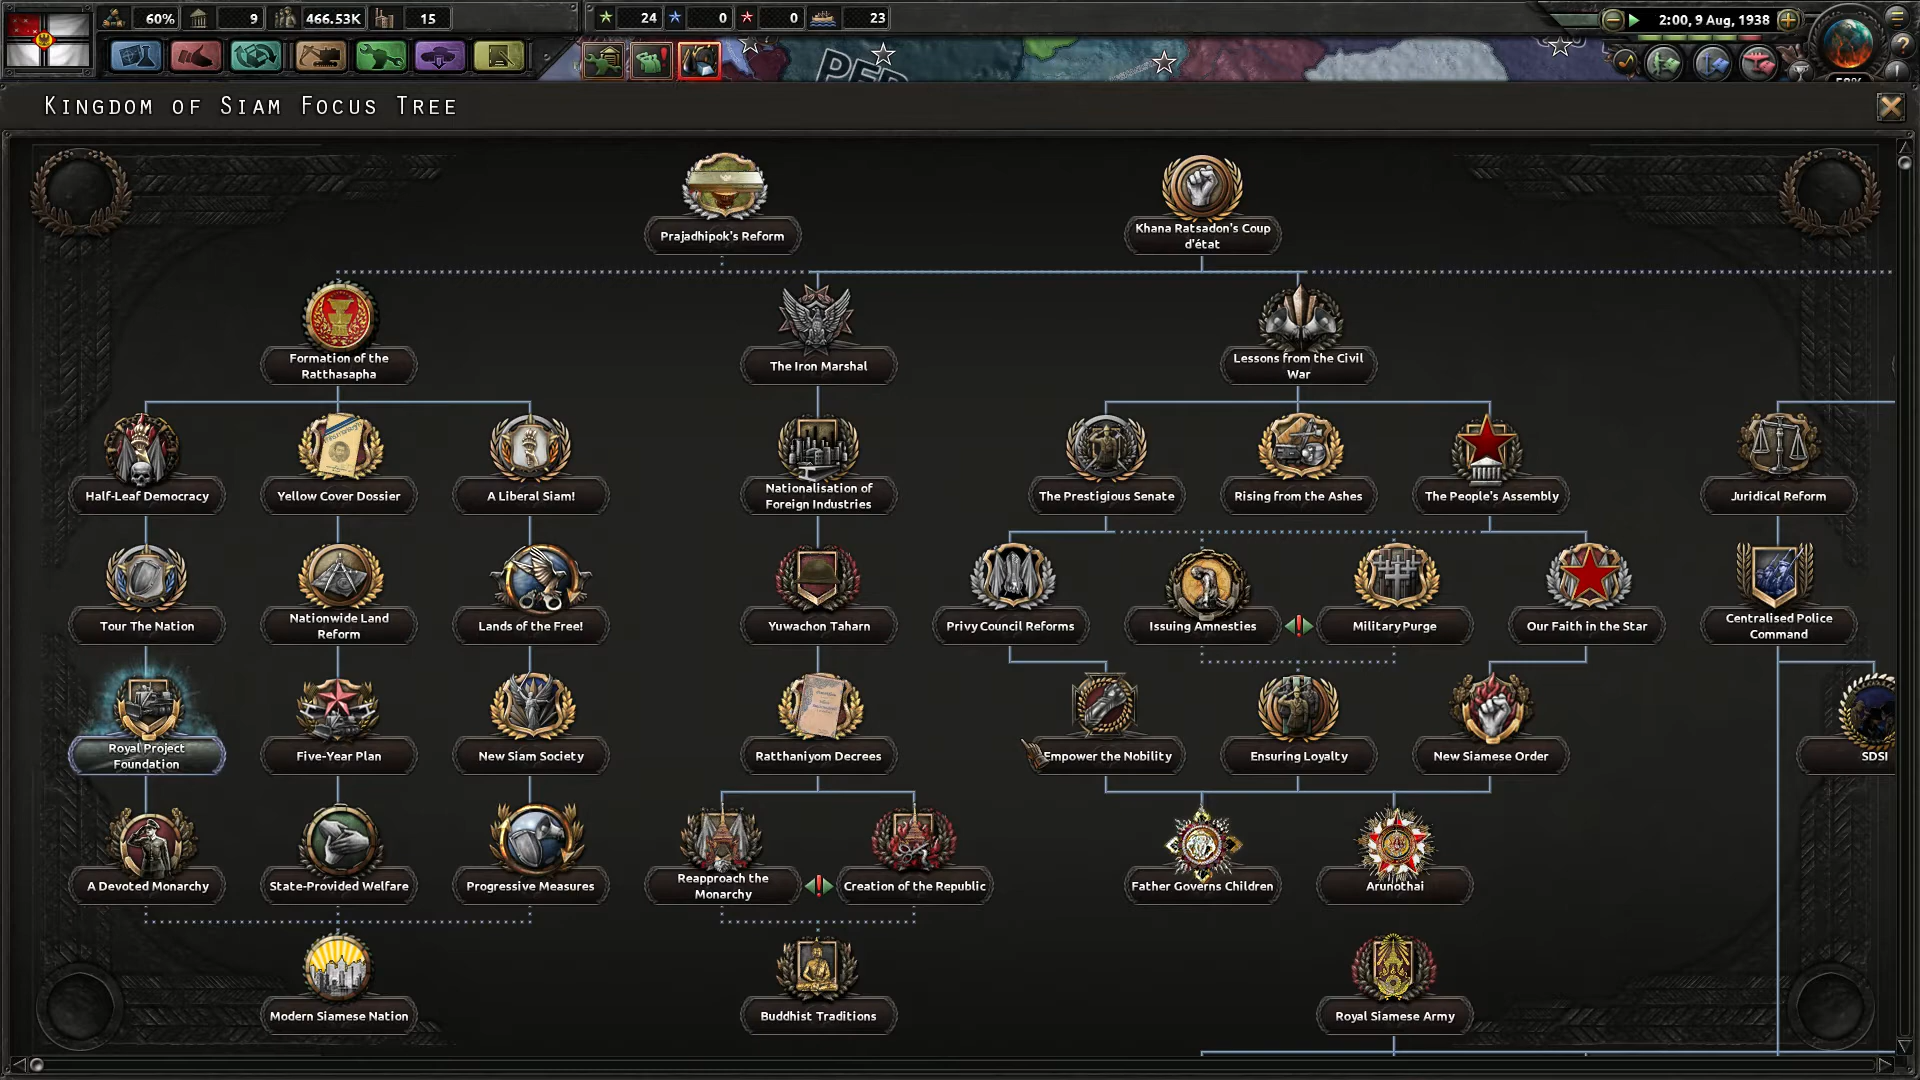 60%
9
466.53K
15
24
0
0
23
2:00, 9 Aug, 1938
Kingdom of Siam Focus Tree
Prajadhipok's Reform
Khana Ratsadon's Coup
d'état
Formation of the
Ratthasapha
The Iron Marshal
Lessons from the Civil
War
Half-Leaf Democracy
Yellow Cover Dossier
A Liberal Siam!
Nationalisation of
Foreign Industries
The Prestigious Senate
Rising from the Ashes
The People's Assembly
Juridical Reform
Tour The Nation
Nationwide Land
Reform
Lands of the Free!
Yuwachon Taharn
Privy Council Reforms
Issuing Amnesties
Military Purge
Our Faith in the Star
Centralised Police
Command
Royal Project
Foundation
Five-Year Plan
New Siam Society
Ratthaniyom Decrees
Empower the Nobility
Ensuring Loyalty
New Siamese Order
SDSI
A Devoted Monarchy
State-Provided Welfare
Progressive Measures
Reapproach the
Monarchy
Creation of the Republic
Father Governs Children
Arunothai
Modern Siamese Nation
Buddhist Traditions
Royal Siamese Army